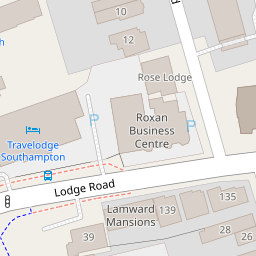 10
12
Rose Lodge
Roxan
Business
Centre
P
P
Travelodge
Southampton
Lodge Road
Lamward
Mansions
139
135
39
28
26